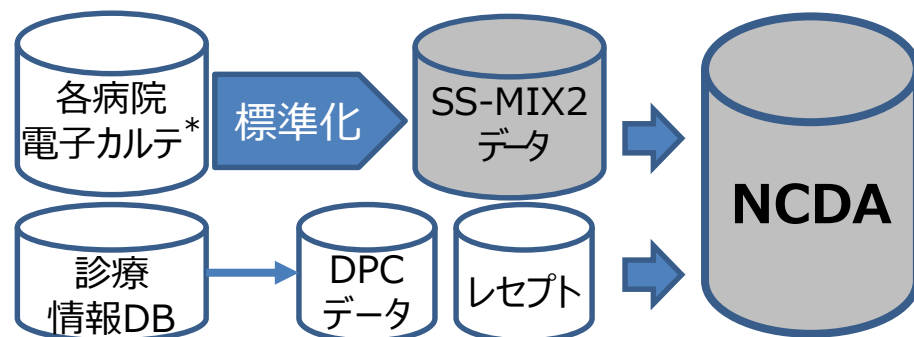 各病院
電子カルテ*
標準化
SS-MIX2
データ
NCDA
診療
情報DB
DPC
データ
レセプト